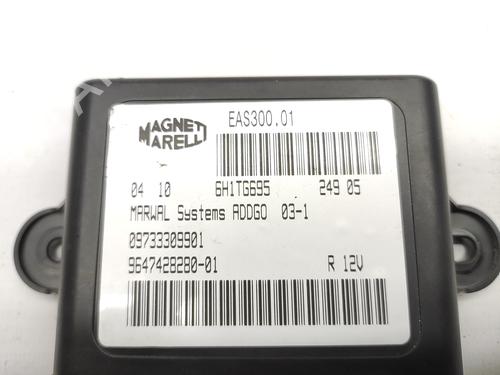 MAGNETI
MARELLI
EAS300.01
04 10 6H1TG695 249 05
MARWAL Systems ADDGO 03-1
09733309901
9647428280-01 R 12V